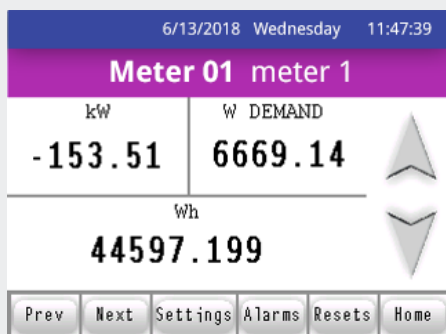 6/13/2018 Wednesday 11:47:39
Meter 01 meter 1
kW W DEMAND
-153.51 6669.14
Wh
44597.199
Prev Next Settings Alarms Resets Home